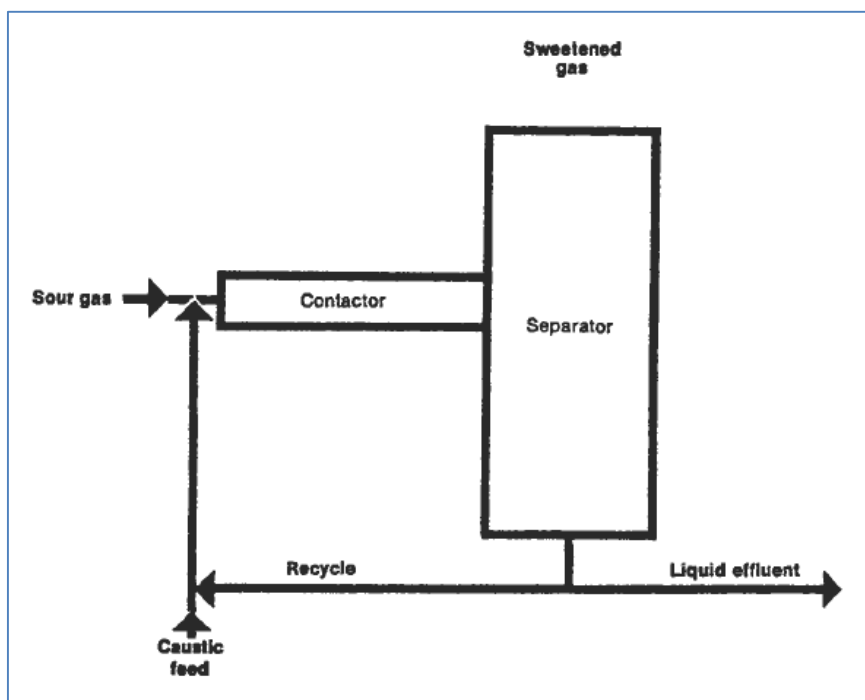 Sweetened
gas
Sour gas
Contactor
Separator
Recycle
Liquid effluent
Caustic
feed